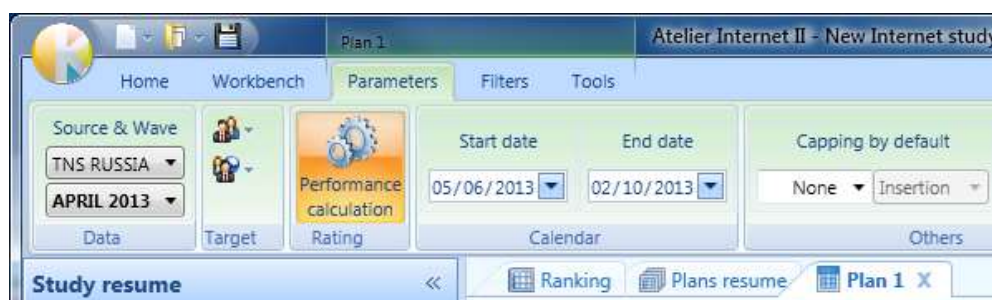 Plan 1
Atelier Internet II - New Internet study
Home Workbench Parameters Filters Tools
Source & Wave
TNS RUSSIA
APRIL 2013
Data
Target
Performance
calculation
Rating
Start date End date
05/06/2013 02/10/2013
Calendar
Capping by default
None Insertion
Others
Study resume
Ranking Plans resume Plan 1 X